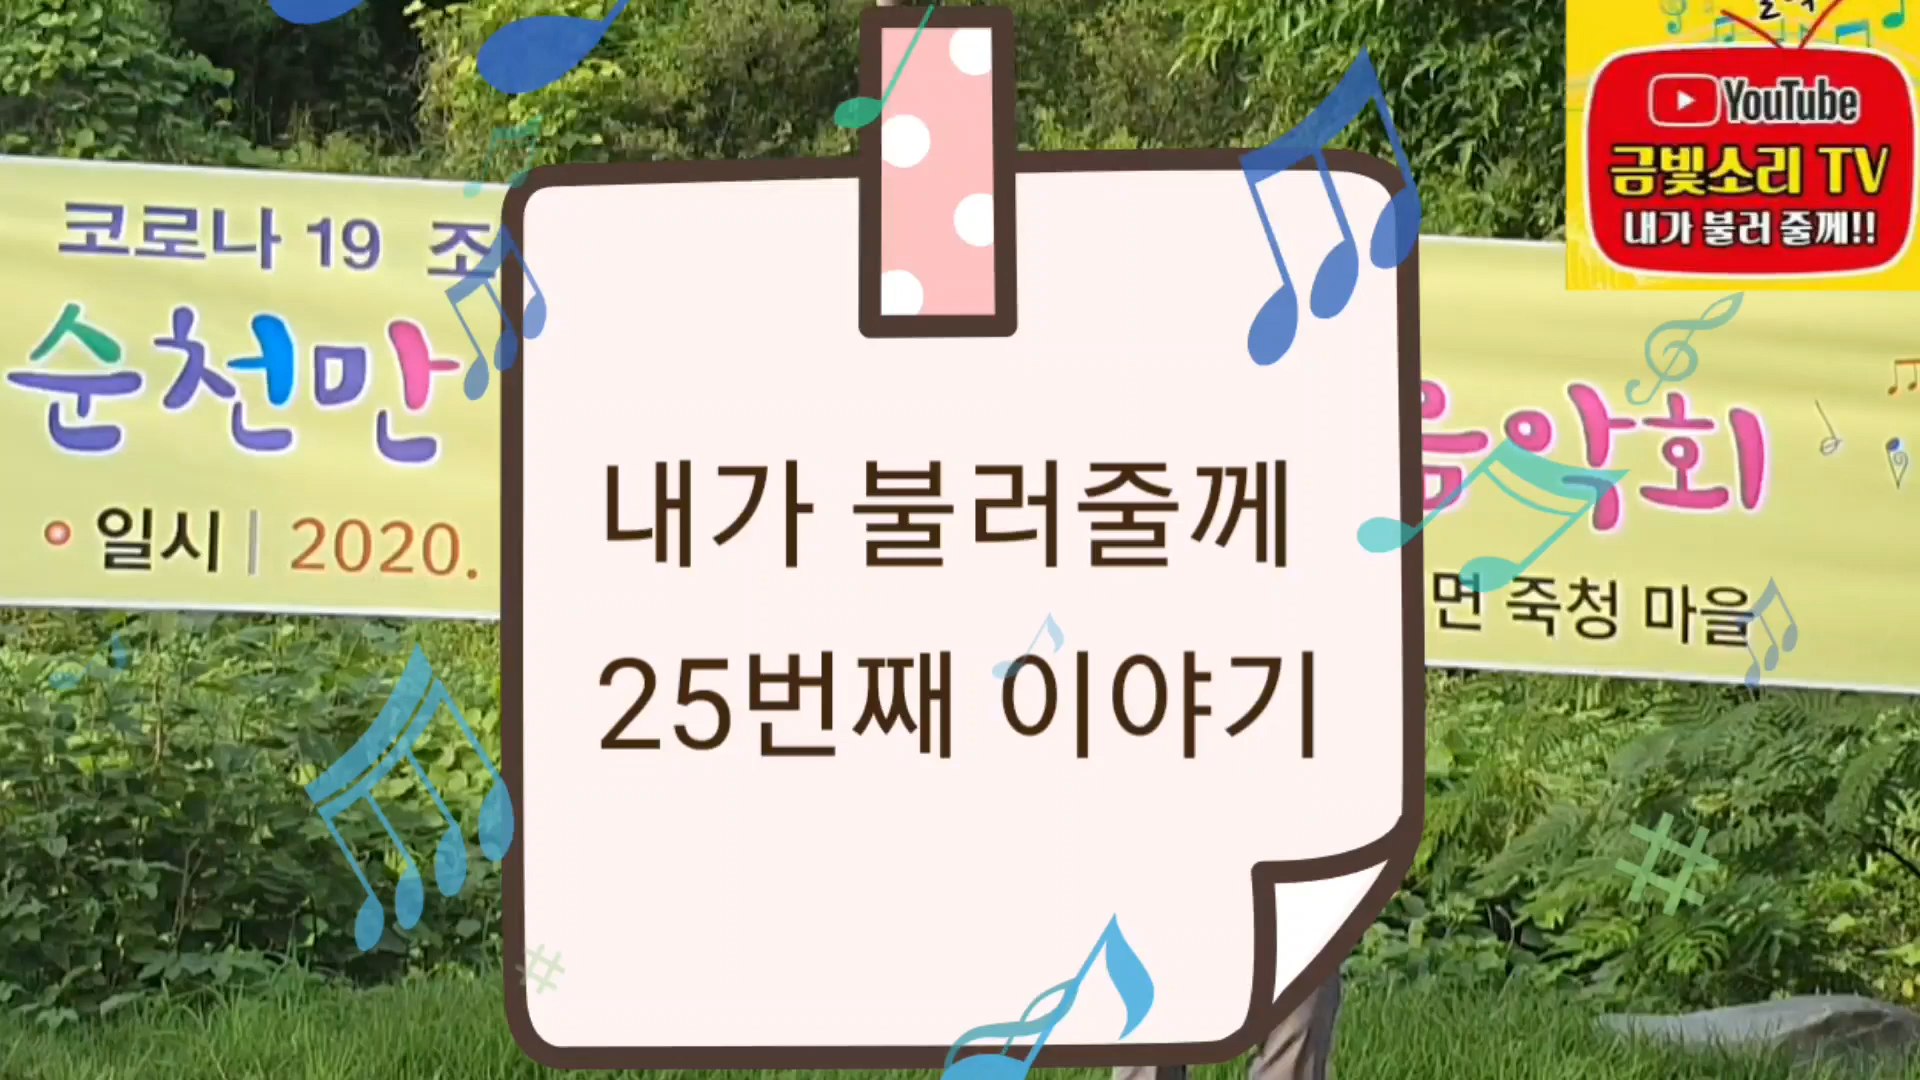 코로나 19 조
순천만
일시 | 2020.
내가 불러줄께
25번째 이야기
YouTube
금빛소리 TV
내가 불러 줄께!!
음악회
면 죽청 마을